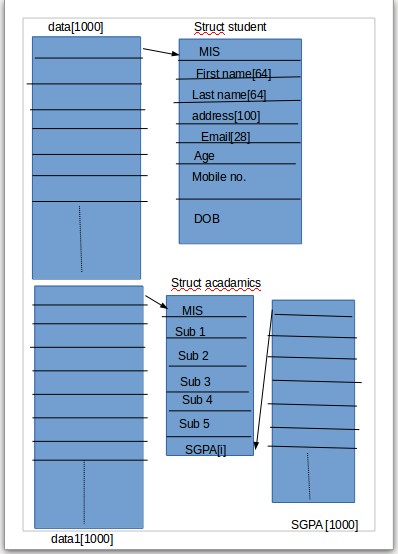 data[1000]
Struct student
MIS
First name[64]
Last name[64]
address[100]
Email[28]
Age
Mobile no.
DOB
Struct acadamics
MIS
Sub 1
Sub 2
Sub 3
Sub 4
Sub 5
SGPA[i]
SGPA [1000]
data1[1000]